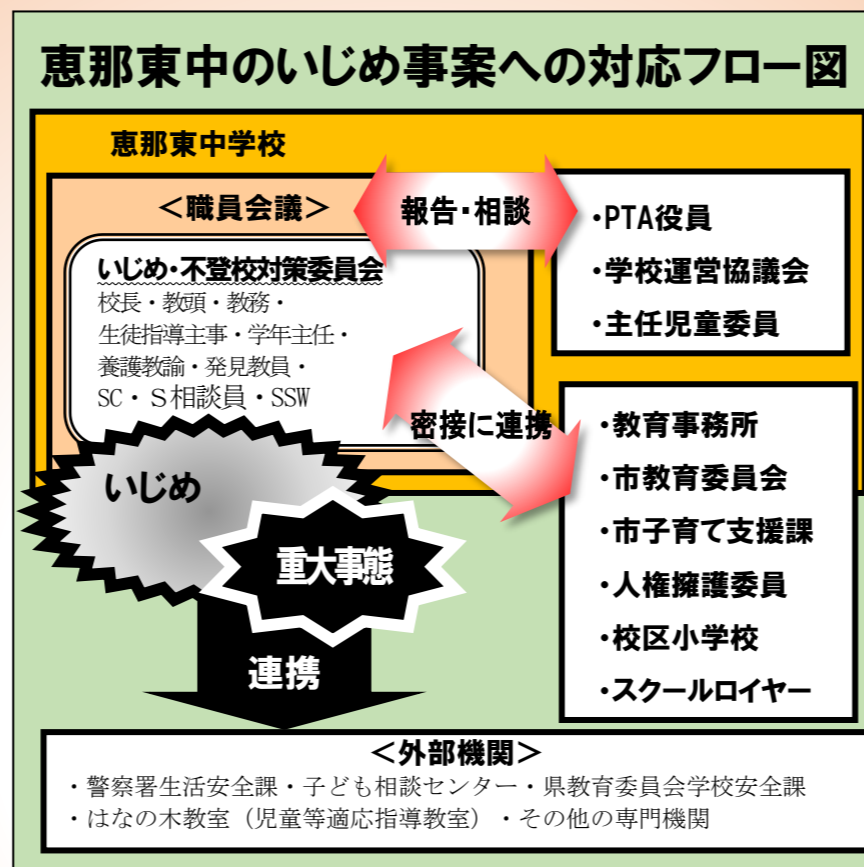 恵那東中のいじめ事案への対応フロー図
恵那東中学校
＜職員会議＞
報告・相談
・PTA役員
・学校運営協議会
・主任児童委員
いじめ・不登校対策委員会
校長・教頭・教務・
生徒指導主事・学年主任・
養護教諭・発見教員・
SC・Ｓ相談員・SSW
密接に連携
・教育事務所
・市教育委員会
・市子育て支援課
・人権擁護委員
・校区小学校
・スクールロイヤー
いじめ
重大事態
連携
＜外部機関＞
・警察署生活安全課・子ども相談センター・県教育委員会学校安全課
・はなの木教室（児童等適応指導教室）・その他の専門機関